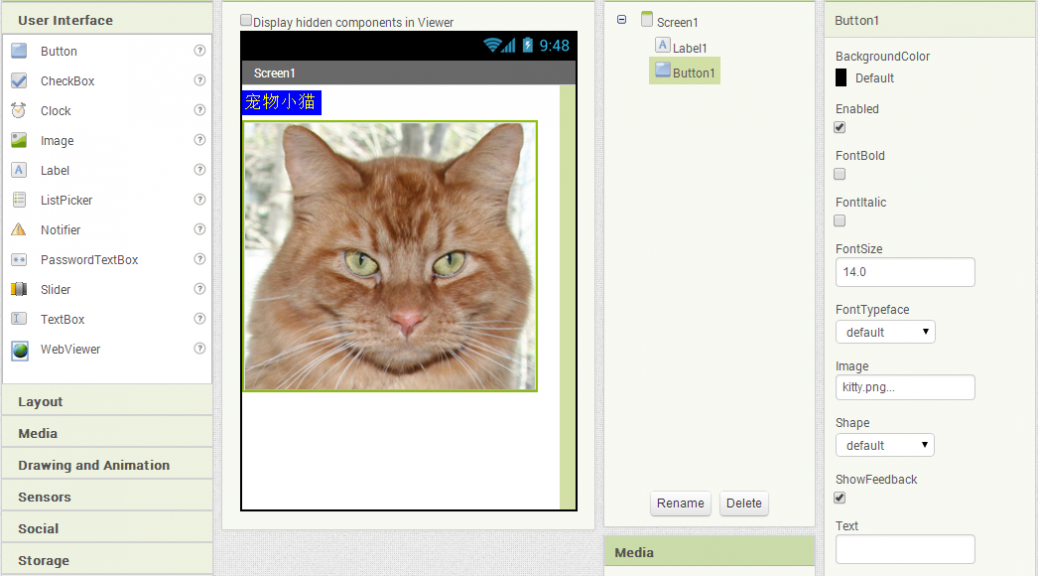 User Interface
Button
CheckBox
Clock
Image
Label
ListPicker
Notifier
PasswordTextBox
Slider
TextBox
WebViewer
Layout
Media
Drawing and Animation
Sensors
Social
Storage
Display hidden components in Viewer
9:48
Screen1
宠物小猫
Screen1
Label1
Button1
Rename
Delete
Media
Button1
BackgroundColor
Default
Enabled
FontBold
FontItalic
FontSize
14.0
FontTypeface
default
Image
kitty.png...
Shape
default
ShowFeedback
Text